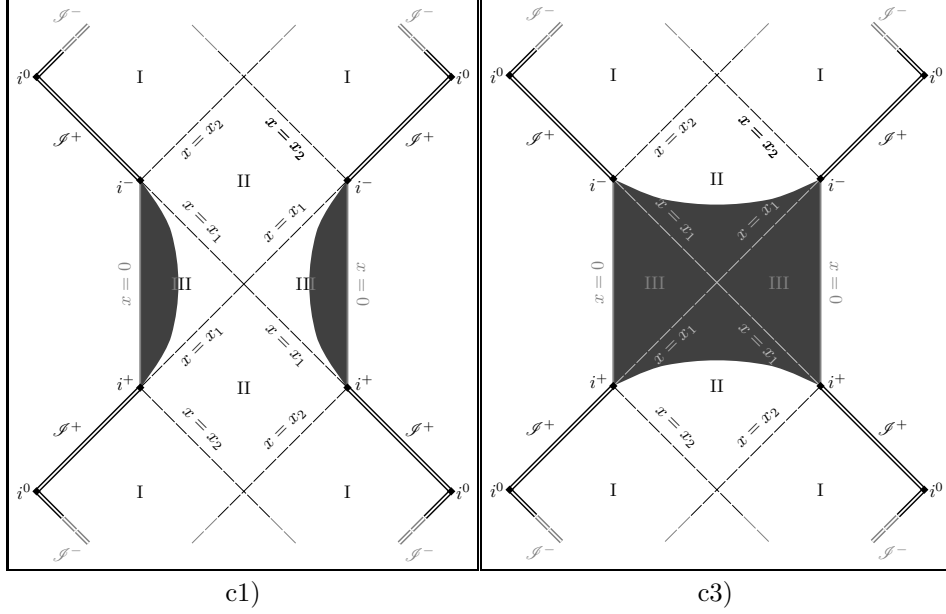 ℐ⁻ ℐ⁻ ℐ⁻ ℐ⁻
i⁰ I I i⁰ i⁰ I I i⁰
ℐ⁺ x = x₂ x = x₂ ℐ⁺ ℐ⁺ x = x₂ x = x₂ ℐ⁺
i⁻ II i⁻ i⁻ II i⁻
x = x₁ x = x₁ x = x₁ x = x₁
x = 0 III III x = 0 x = 0 III III x = 0
x = x₁ x = x₁ x = x₁ x = x₁
i⁺ II i⁺ i⁺ II i⁺
ℐ⁺ x = x₂ x = x₂ ℐ⁺ ℐ⁺ x = x₂ x = x₂ ℐ⁺
i⁰ I I i⁰ i⁰ I I i⁰
ℐ⁻ ℐ⁻ ℐ⁻ ℐ⁻
c1) c3)